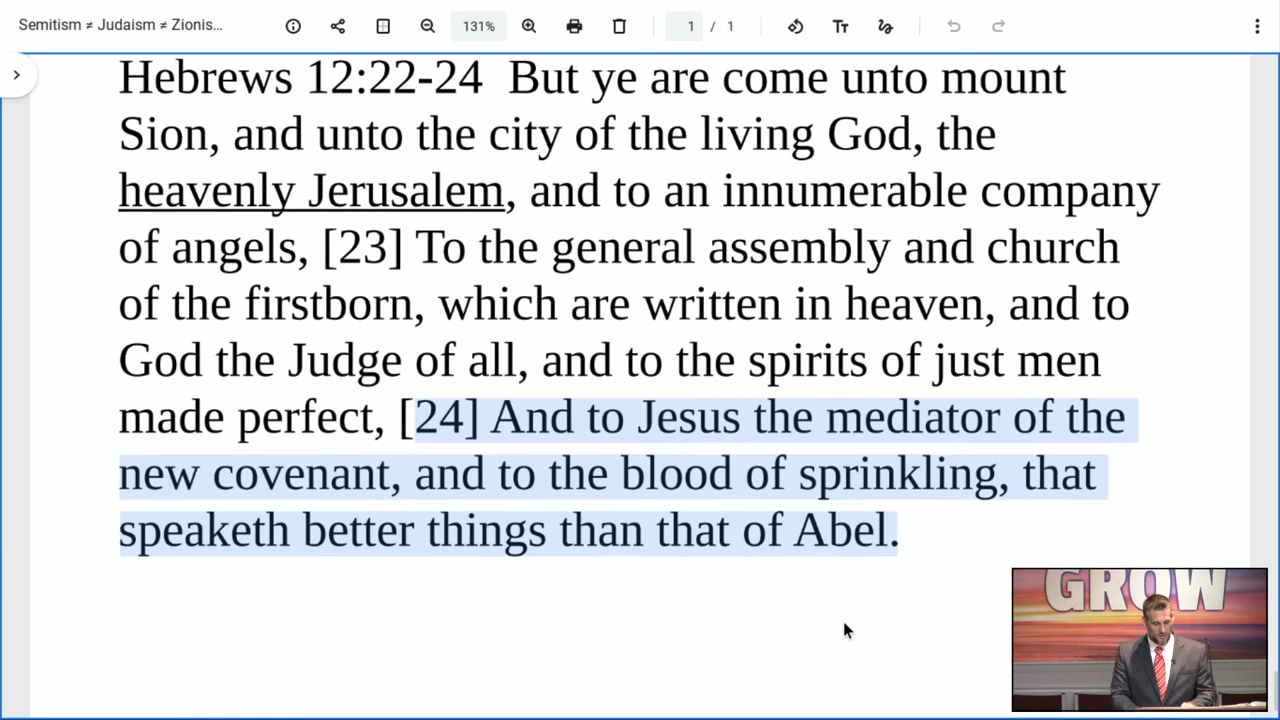 Semitism ≠ Judaism ≠ Zionis...
131%
1 / 1
Hebrews 12:22-24 But ye are come unto mount
Sion, and unto the city of the living God, the
heavenly Jerusalem, and to an innumerable company
of angels, [23] To the general assembly and church
of the firstborn, which are written in heaven, and to
God the Judge of all, and to the spirits of just men
made perfect, [24] And to Jesus the mediator of the
new covenant, and to the blood of sprinkling, that
speaketh better things than that of Abel.
GROW